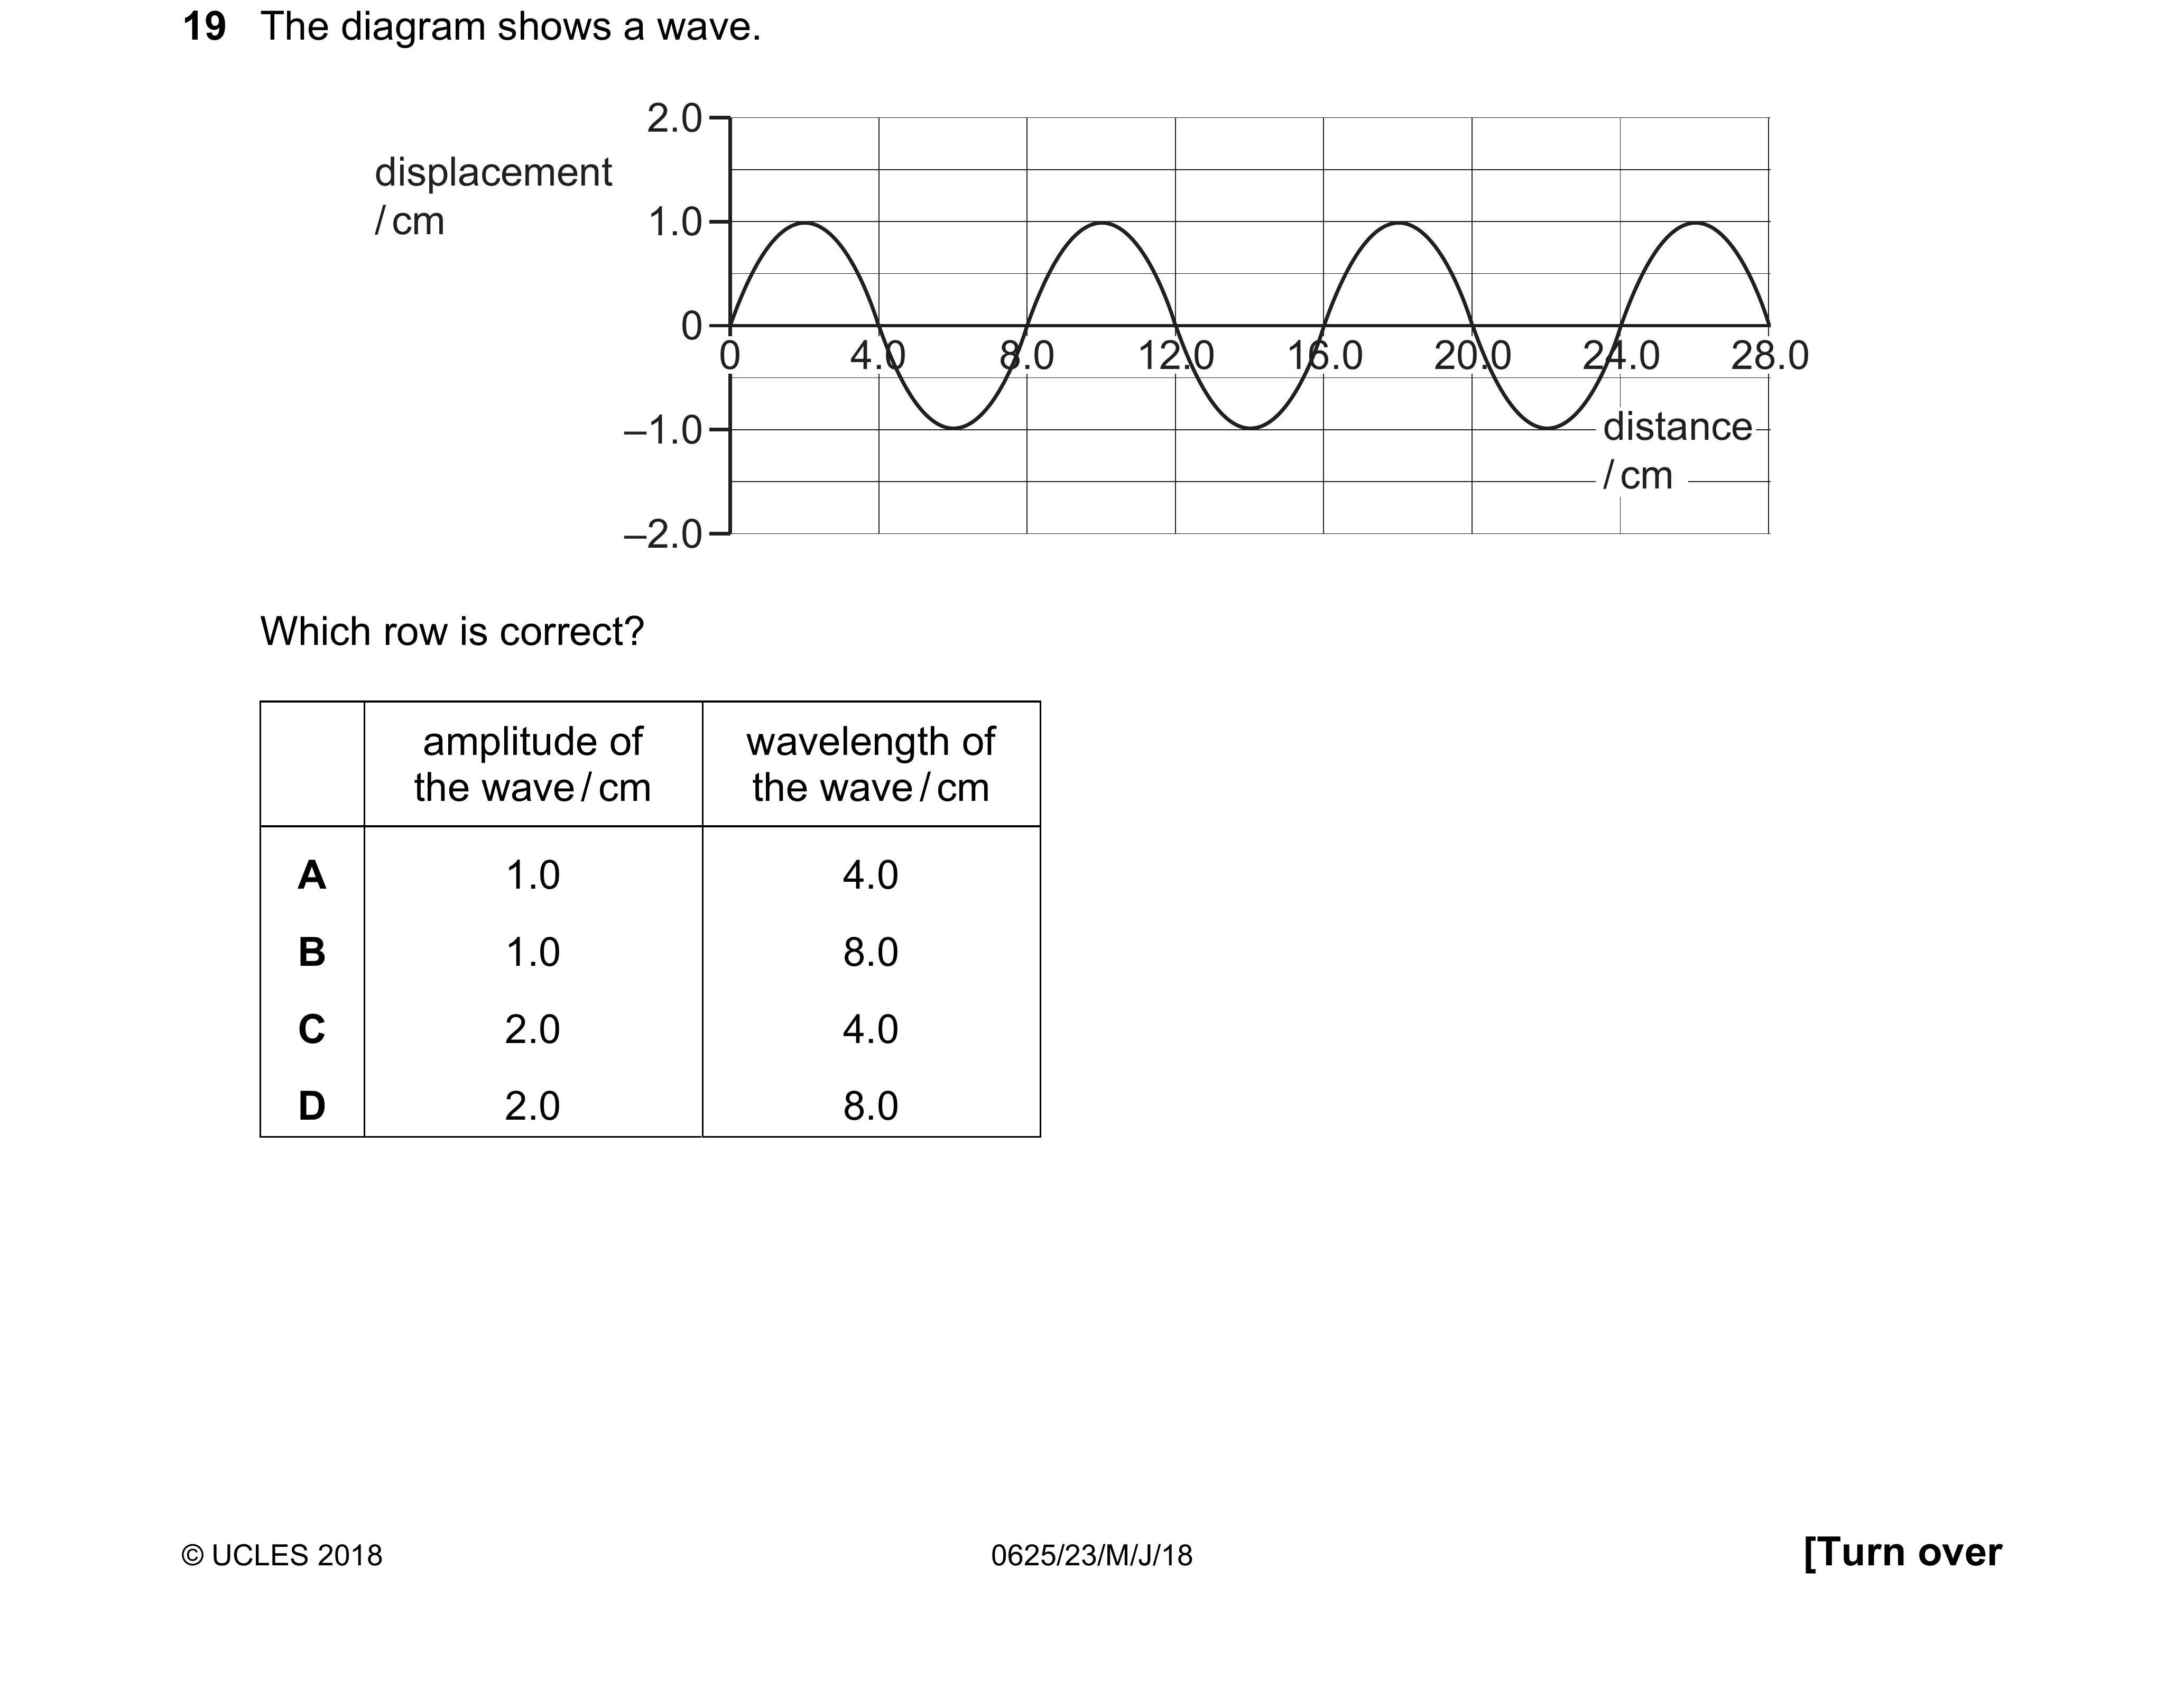 19 The diagram shows a wave.
2.0
displacement
/ cm
1.0
0
0 4.0 8.0 12.0 16.0 20.0 24.0 28.0
–1.0
distance
/ cm
–2.0
Which row is correct?
amplitude of the wave / cm wavelength of the wave / cm
A 1.0 4.0
B 1.0 8.0
C 2.0 4.0
D 2.0 8.0
© UCLES 2018 0625/23/M/J/18 [Turn over